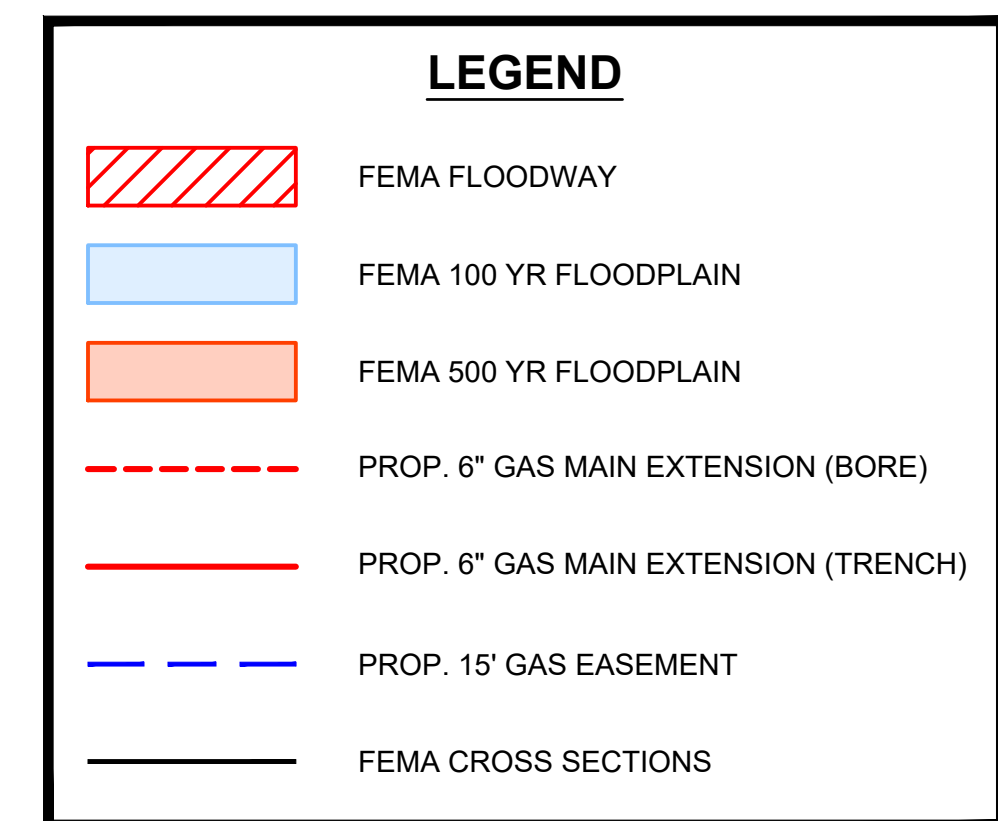 LEGEND
FEMA FLOODWAY
FEMA 100 YR FLOODPLAIN
FEMA 500 YR FLOODPLAIN
PROP. 6" GAS MAIN EXTENSION (BORE)
PROP. 6" GAS MAIN EXTENSION (TRENCH)
PROP. 15' GAS EASEMENT
FEMA CROSS SECTIONS